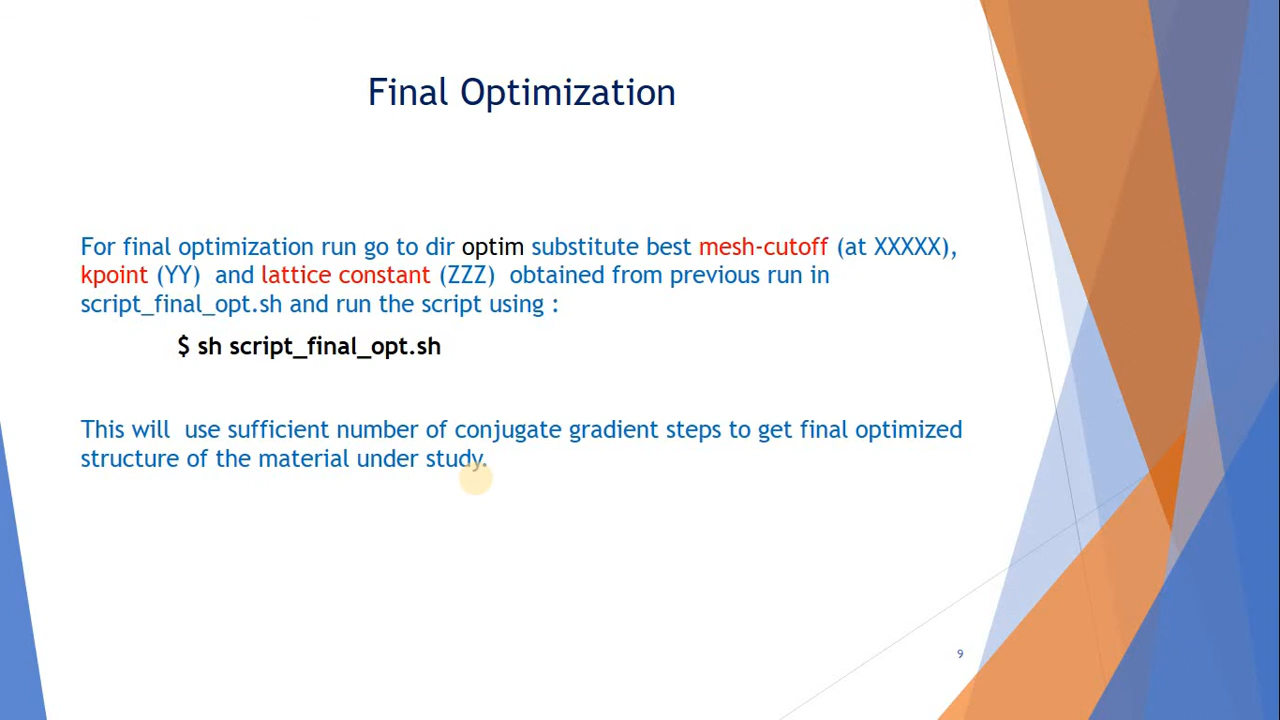 Final Optimization
For final optimization run go to dir optim substitute best mesh-cutoff (at XXXXX),
kpoint (YY)  and lattice constant (ZZZ)  obtained from previous run in
script_final_opt.sh and run the script using :
$ sh script_final_opt.sh
This will  use sufficient number of conjugate gradient steps to get final optimized
structure of the material under study.
9